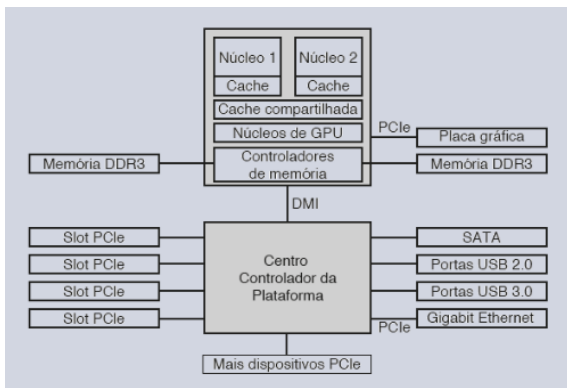 Núcleo 1
Núcleo 2
Cache
Cache
Cache compartilhada
Núcleos de GPU
PCIe
Placa gráfica
Memória DDR3
Controladores
de memória
Memória DDR3
DMI
Slot PCIe
Slot PCIe
Slot PCIe
Slot PCIe
Centro
Controlador da
Plataforma
SATA
Portas USB 2.0
Portas USB 3.0
Gigabit Ethernet
PCIe
Mais dispositivos PCIe